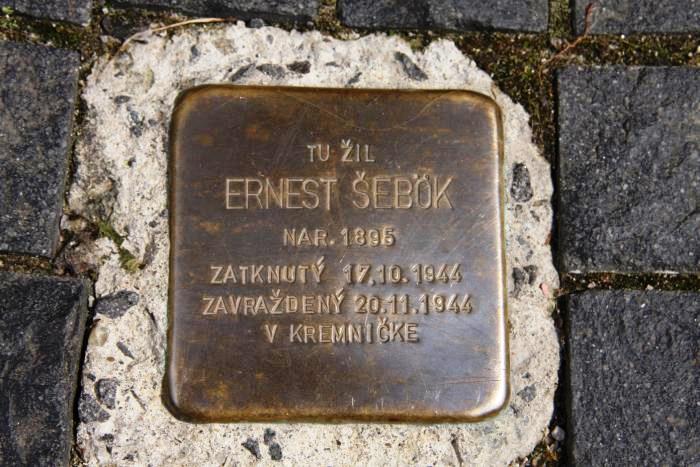 TU ŽIL
ERNEST ŠEBÖK
NAR. 1895
ZATKNUTÝ 17.10.1944
ZAVRAŽDENÝ 20.11.1944
V KREMNIČKE